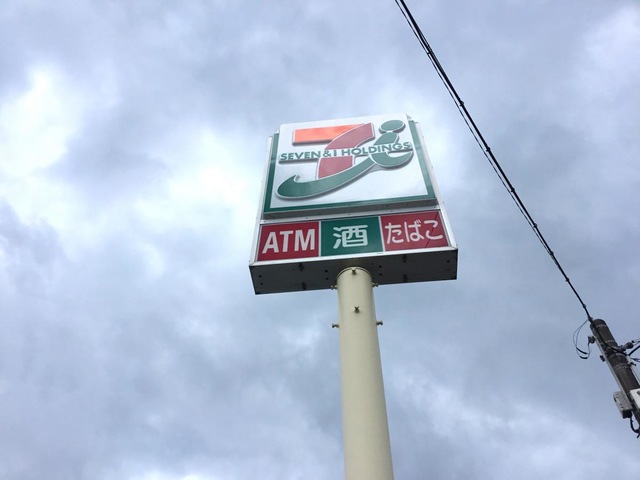 SEVEN & i HOLDINGS
ATM 酒 たばこ